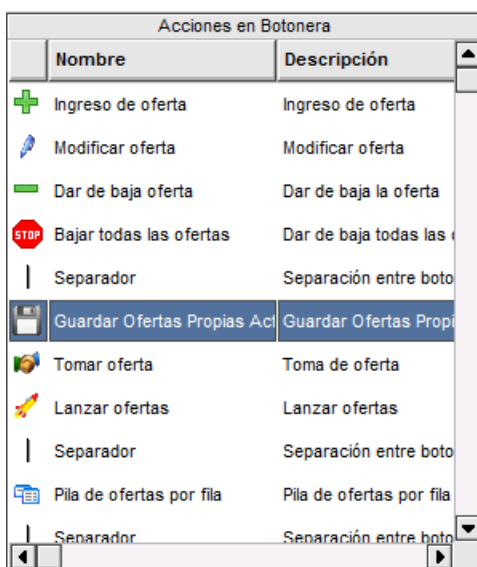 Acciones en Botonera
Nombre Descripción
Ingreso de oferta Ingreso de oferta
Modificar oferta Modificar oferta
Dar de baja oferta Dar de baja la oferta
STOP Bajar todas las ofertas Dar de baja todas las
Separador Separación entre boto
Guardar Ofertas Propias Act Guardar Ofertas Propi
Tomar oferta Toma de oferta
Lanzar ofertas Lanzar ofertas
Separador Separación entre boto
Pila de ofertas por fila Pila de ofertas por fila
Separador Separación entre boto